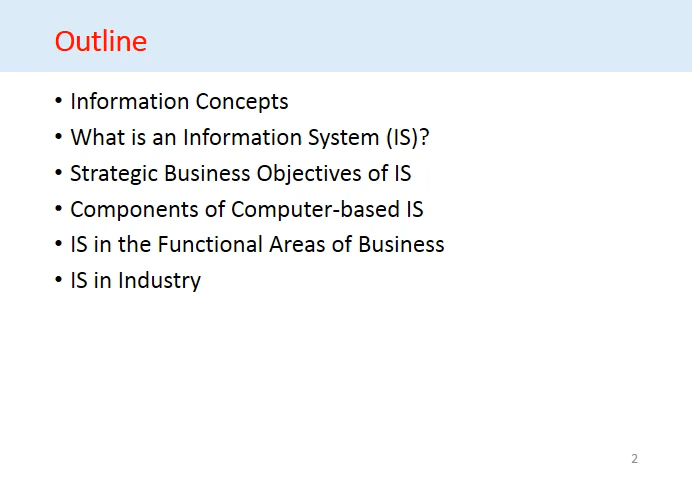 Outline
• Information Concepts
• What is an Information System (IS)?
• Strategic Business Objectives of IS
• Components of Computer-based IS
• IS in the Functional Areas of Business
• IS in Industry
2